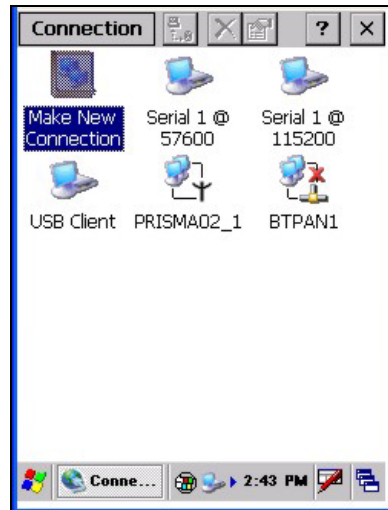 Connection ? ×
Make New Connection
Serial 1 @ 57600
Serial 1 @ 115200
USB Client
PRISMA02_1
BTPAN1
Conne...
2:43 PM